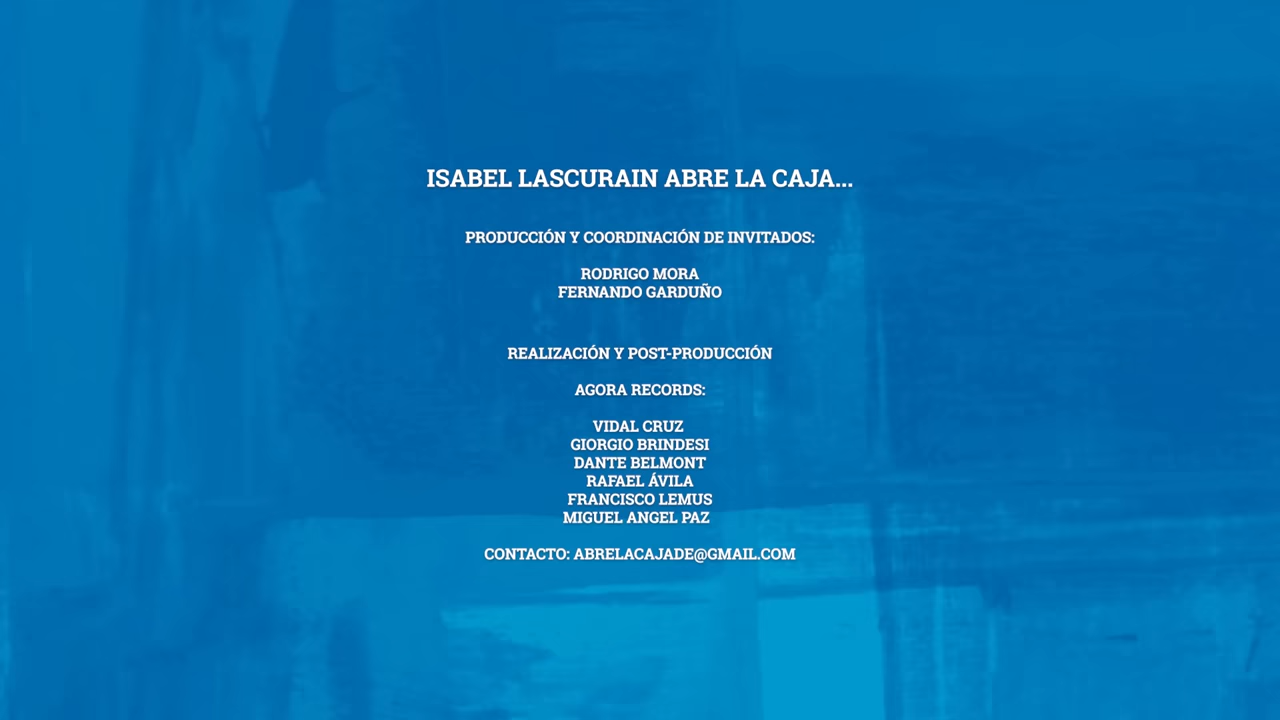 ISABEL LASCURAIN ABRE LA CAJA...
PRODUCCIÓN Y COORDINACIÓN DE INVITADOS:
RODRIGO MORA
FERNANDO GARDUÑO
REALIZACIÓN Y POST-PRODUCCIÓN
AGORA RECORDS:
VIDAL CRUZ
GIORGIO BRINDESI
DANTE BELMONT
RAFAEL ÁVILA
FRANCISCO LEMUS
MIGUEL ANGEL PAZ
CONTACTO: ABRELACAJADE@GMAIL.COM